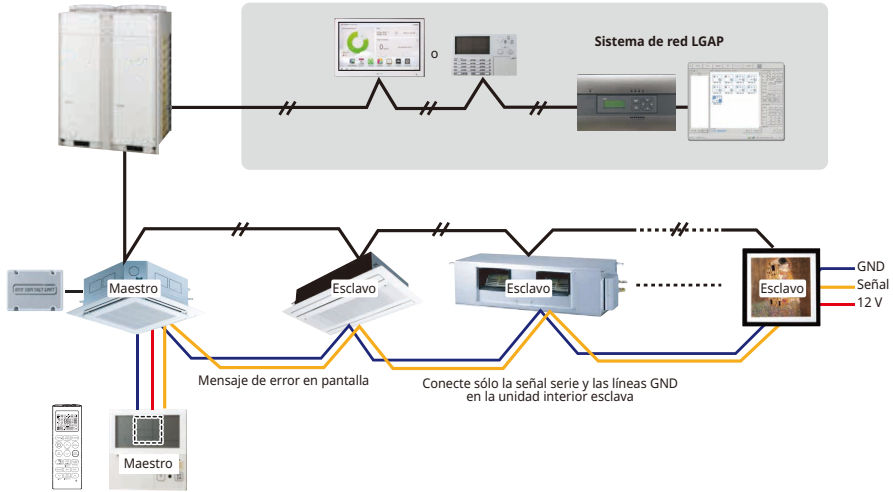 o
Sistema de red LGAP
Maestro
Esclavo
Esclavo
Esclavo
GND
Señal
12 V
Mensaje de error en pantalla
Conecte sólo la señal serie y las líneas GND
en la unidad interior esclava
Maestro